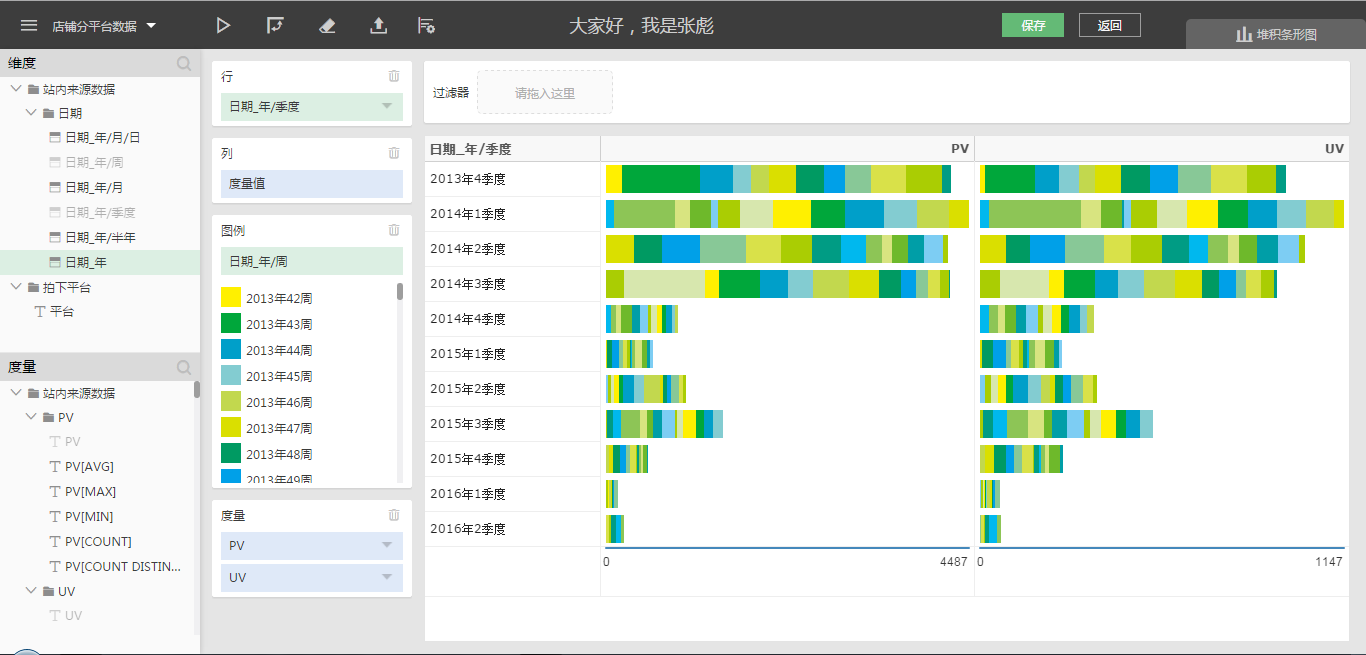 店铺分平台数据
大家好，我是张彪
保存
返回
堆积条形图
维度
站内来源数据
日期
日期_年/月/日
日期_年/周
日期_年/月
日期_年/季度
日期_年/半年
日期_年
拍下平台
平台
度量
站内来源数据
PV
PV
PV[AVG]
PV[MAX]
PV[MIN]
PV[COUNT]
PV[COUNT DISTIN...
UV
UV
行
日期_年/季度
列
度量值
图例
日期_年/周
2013年42周
2013年43周
2013年44周
2013年45周
2013年46周
2013年47周
2013年48周
2013年49周
度量
PV
UV
过滤器
请拖入这里
日期_年/季度 PV UV
2013年4季度
2014年1季度
2014年2季度
2014年3季度
2014年4季度
2015年1季度
2015年2季度
2015年3季度
2015年4季度
2016年1季度
2016年2季度
0 4487 0 1147